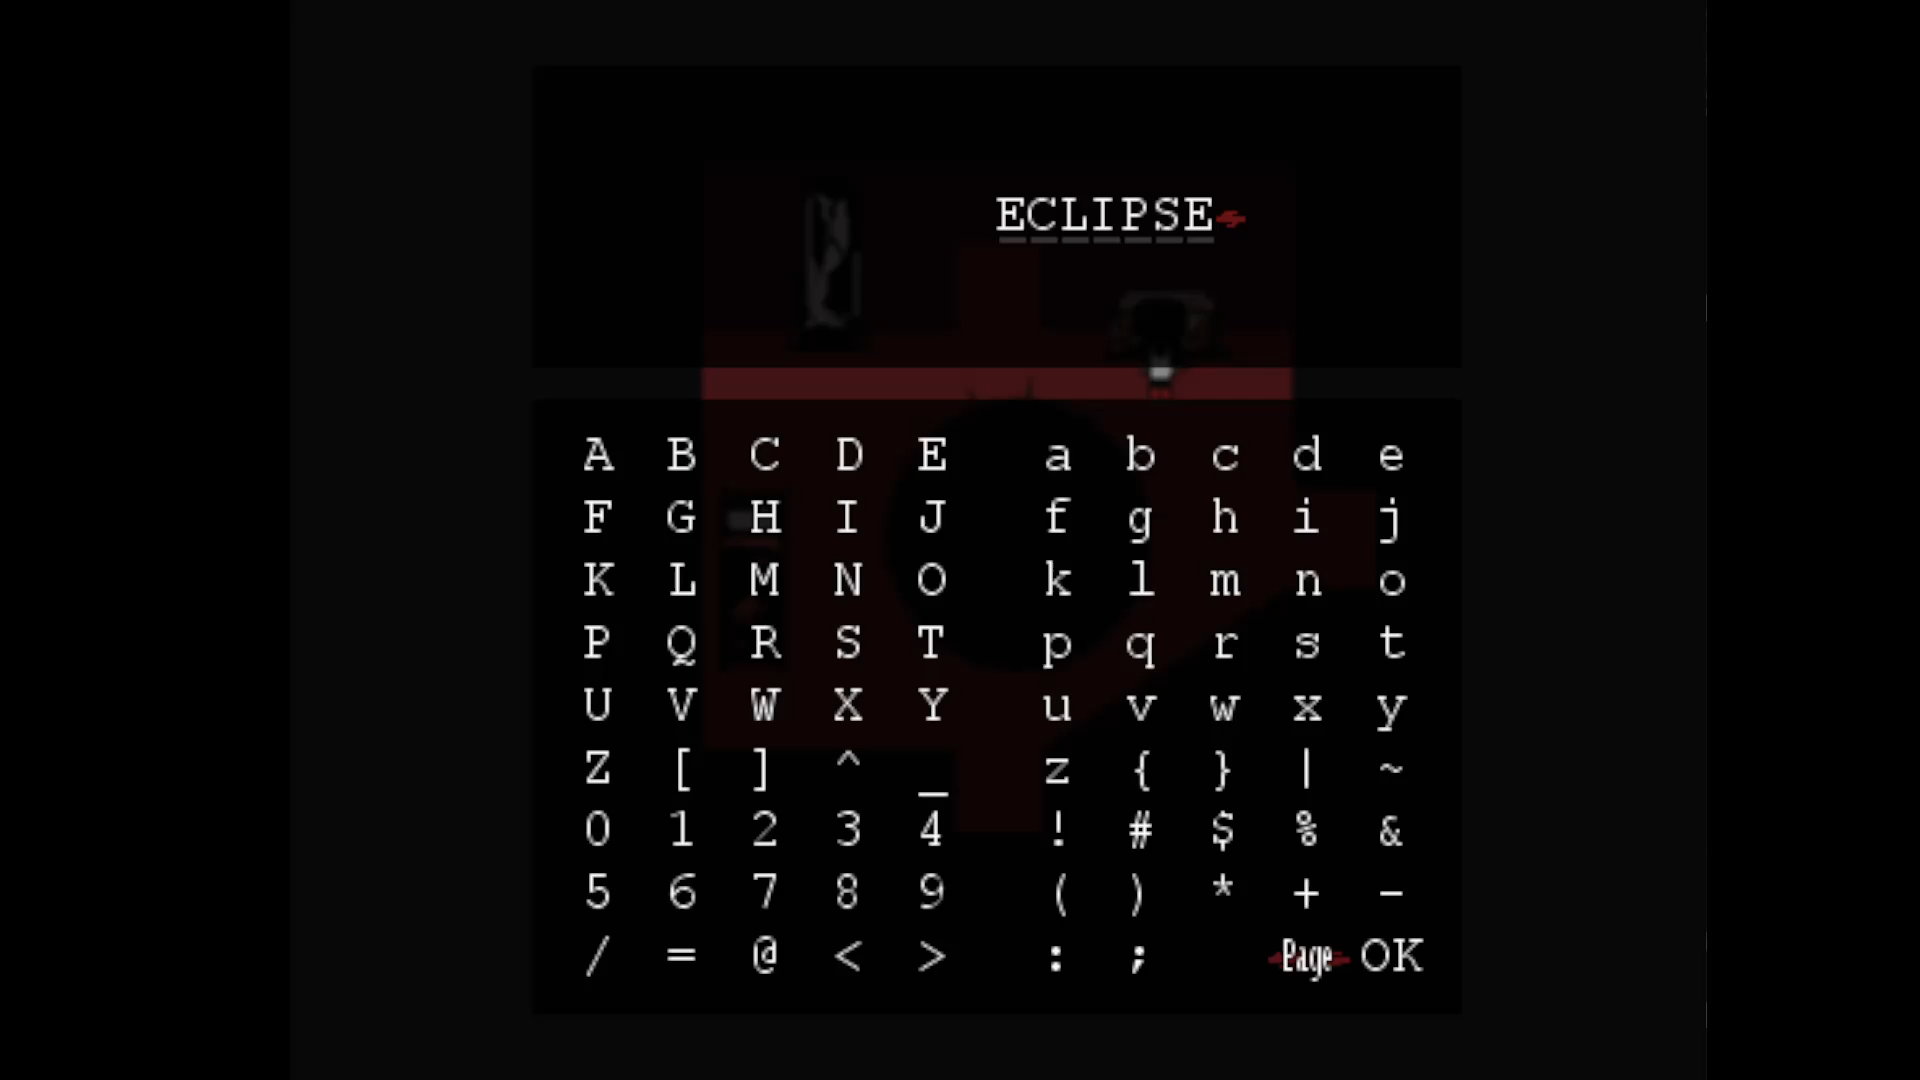 ECLIPSE
A B C D E a b c d e
F G H I J f g h i j
K L M N O k l m n o
P Q R S T p q r s t
U V W X Y u v w x y
Z [ ] ^ _ z { } | ~
0 1 2 3 4 ! # $ % &
5 6 7 8 9 ( ) * + -
/ = @ < > : ; Page OK